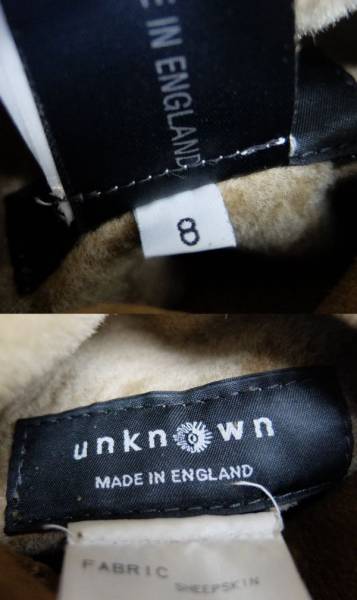 E IN ENGLAND
8
unknown
MADE IN ENGLAND
FABRIC
SHEEPSKIN